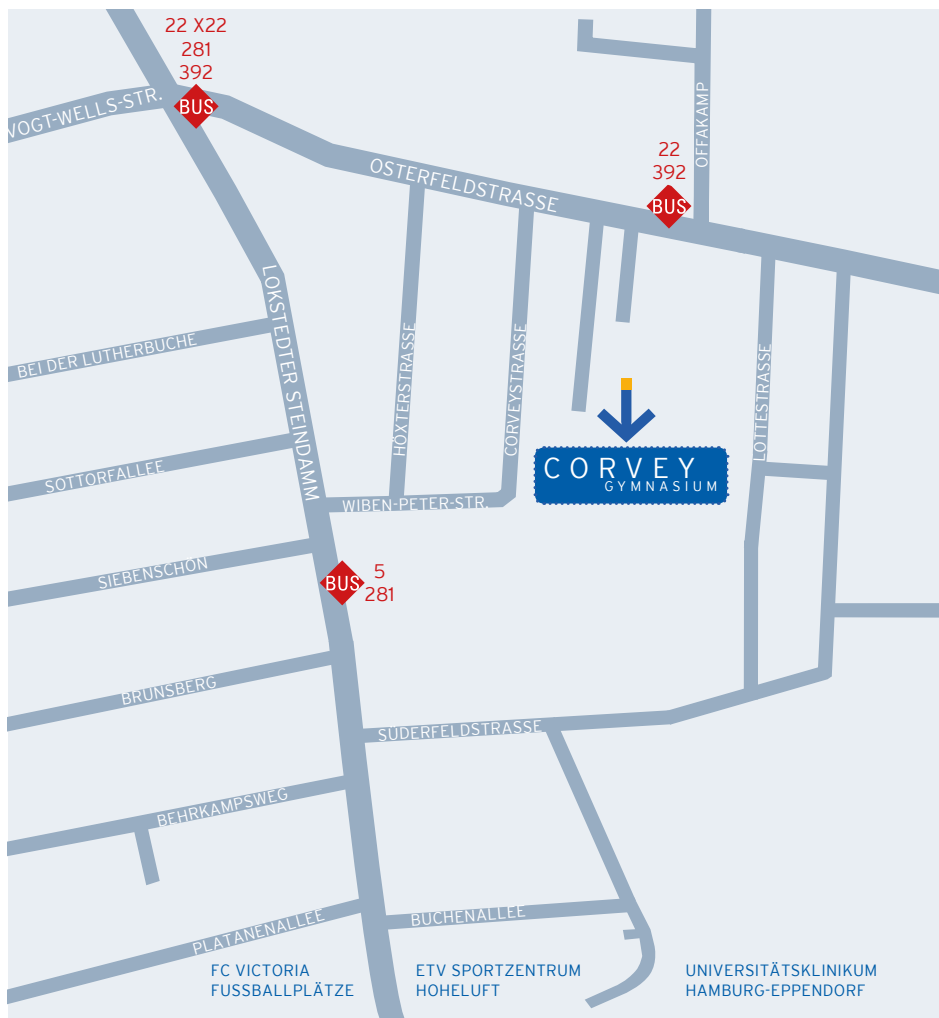 22 X22
281
392
BUS
VOGT-WELLS-STR.
OSTERFELDSTRASSE
22
392
BUS
OFFAKAMP
LOKSTEDTER STEINDAMM
BEI DER LUTHERBUCHE
HÖXTERSTRASSE
CORVEYSTRASSE
LOTTESTRASSE
CORVEY
GYMNASIUM
SOTTORFALLEE
WIBEN-PETER-STR.
SIEBENSCHÖN
BUS
5
281
BRUNSBERG
SÜDERFELDSTRASSE
BEHRKAMPSWEG
PLATANENALLEE
BUCHENALLEE
FC VICTORIA
FUSSBALLPLÄTZE
ETV SPORTZENTRUM
HOHELUFT
UNIVERSITÄTSKLINIKUM
HAMBURG-EPPENDORF